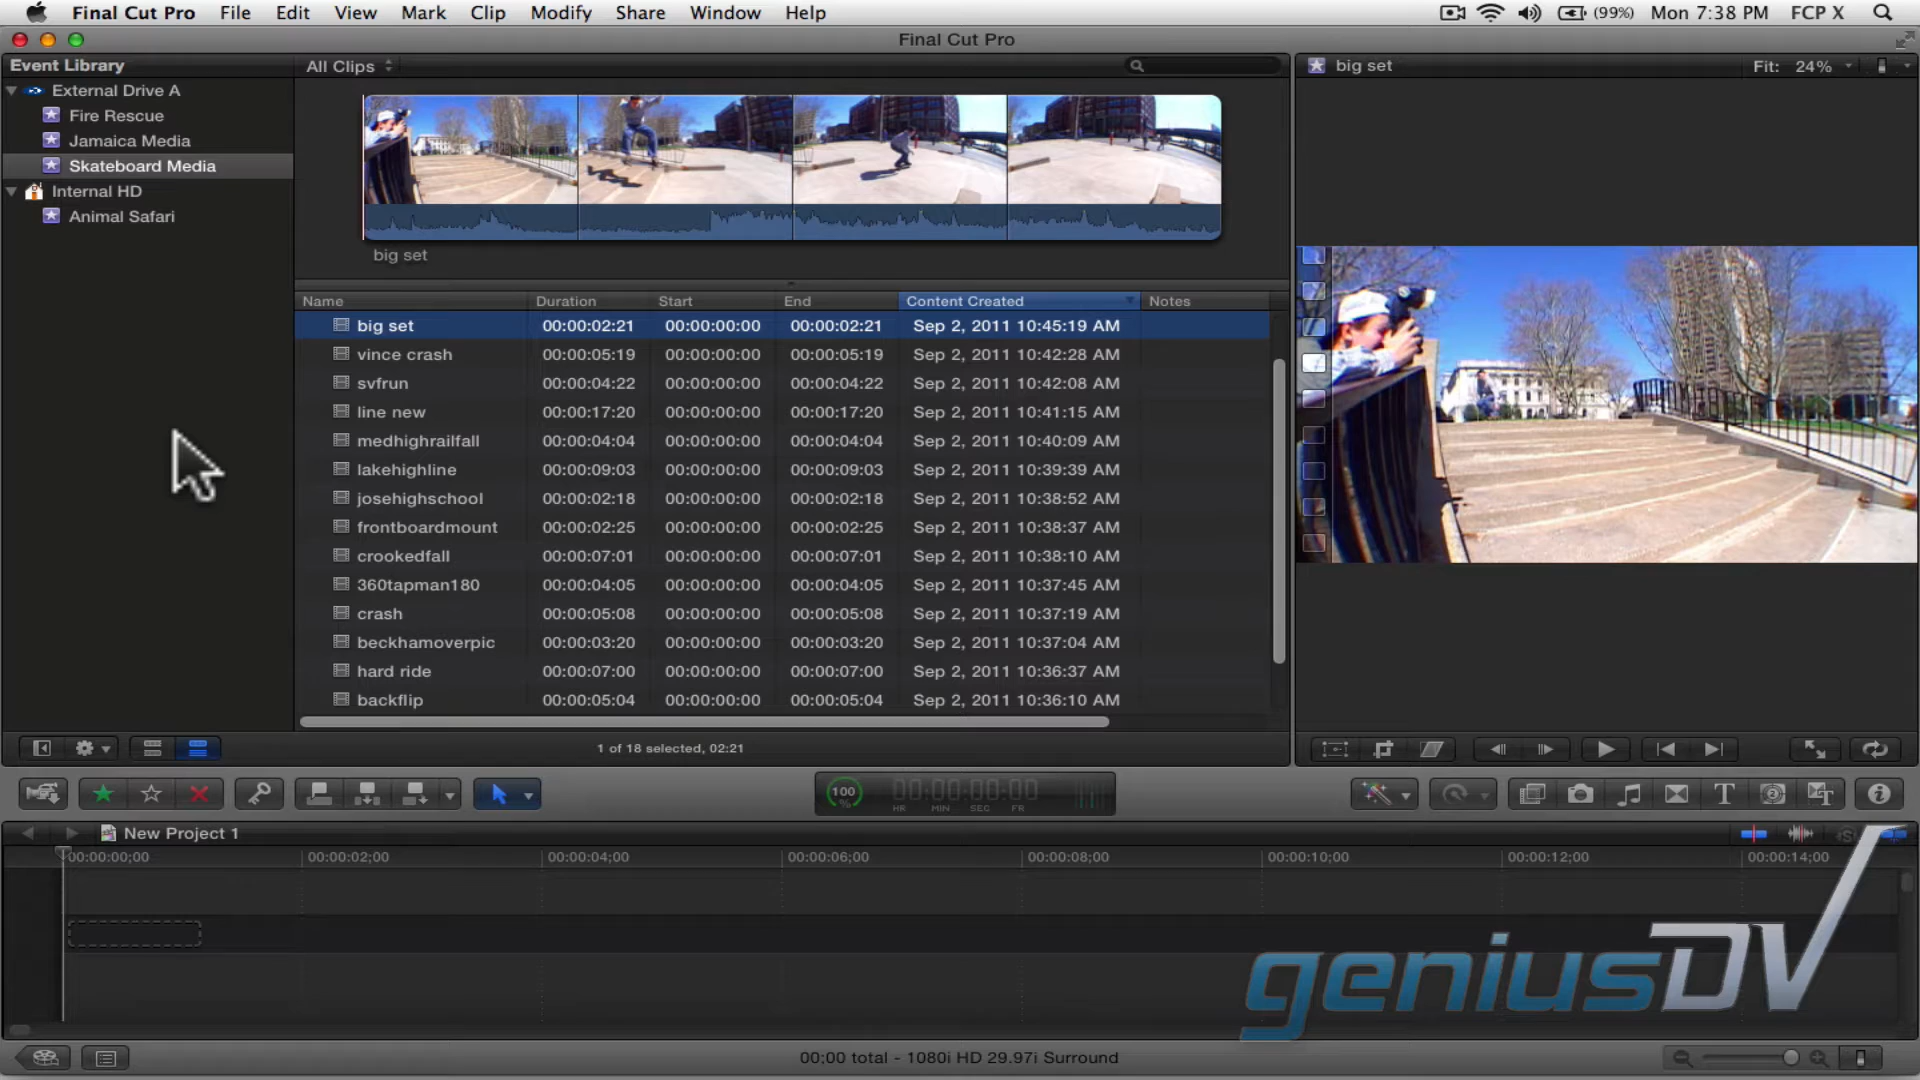 Final Cut Pro File Edit View Mark Clip Modify Share Window Help (99%) Mon 7:38 PM FCP X
Final Cut Pro
Event Library
All Clips
big set
Fit: 24%
External Drive A
Fire Rescue
Jamaica Media
Skateboard Media
Internal HD
Animal Safari
big set
Name Duration Start End Content Created Notes
big set 00:00:02:21 00:00:00:00 00:00:02:21 Sep 2, 2011 10:45:19 AM
vince crash 00:00:05:19 00:00:00:00 00:00:05:19 Sep 2, 2011 10:42:28 AM
svfrun 00:00:04:22 00:00:00:00 00:00:04:22 Sep 2, 2011 10:42:08 AM
line new 00:00:17:20 00:00:00:00 00:00:17:20 Sep 2, 2011 10:41:15 AM
medhighrailfall 00:00:04:04 00:00:00:00 00:00:04:04 Sep 2, 2011 10:40:09 AM
lakehighline 00:00:09:03 00:00:00:00 00:00:09:03 Sep 2, 2011 10:39:39 AM
josehighschool 00:00:02:18 00:00:00:00 00:00:02:18 Sep 2, 2011 10:38:52 AM
frontboardmount 00:00:02:25 00:00:00:00 00:00:02:25 Sep 2, 2011 10:38:37 AM
crookedfall 00:00:07:01 00:00:00:00 00:00:07:01 Sep 2, 2011 10:38:10 AM
360tapman180 00:00:04:05 00:00:00:00 00:00:04:05 Sep 2, 2011 10:37:45 AM
crash 00:00:05:08 00:00:00:00 00:00:05:08 Sep 2, 2011 10:37:19 AM
beckhamoverpic 00:00:03:20 00:00:00:00 00:00:03:20 Sep 2, 2011 10:37:04 AM
hard ride 00:00:07:00 00:00:00:00 00:00:07:00 Sep 2, 2011 10:36:37 AM
backflip 00:00:05:04 00:00:00:00 00:00:05:04 Sep 2, 2011 10:36:10 AM
1 of 18 selected, 02:21
100 % 00:00:00:00
HR MIN SEC FR
New Project 1
00:00:00;00 00:00:02;00 00:00:04;00 00:00:06;00 00:00:08;00 00:00:10;00 00:00:12;00 00:00:14;00
geniusDV
00:00 total - 1080i HD 29.97i Surround